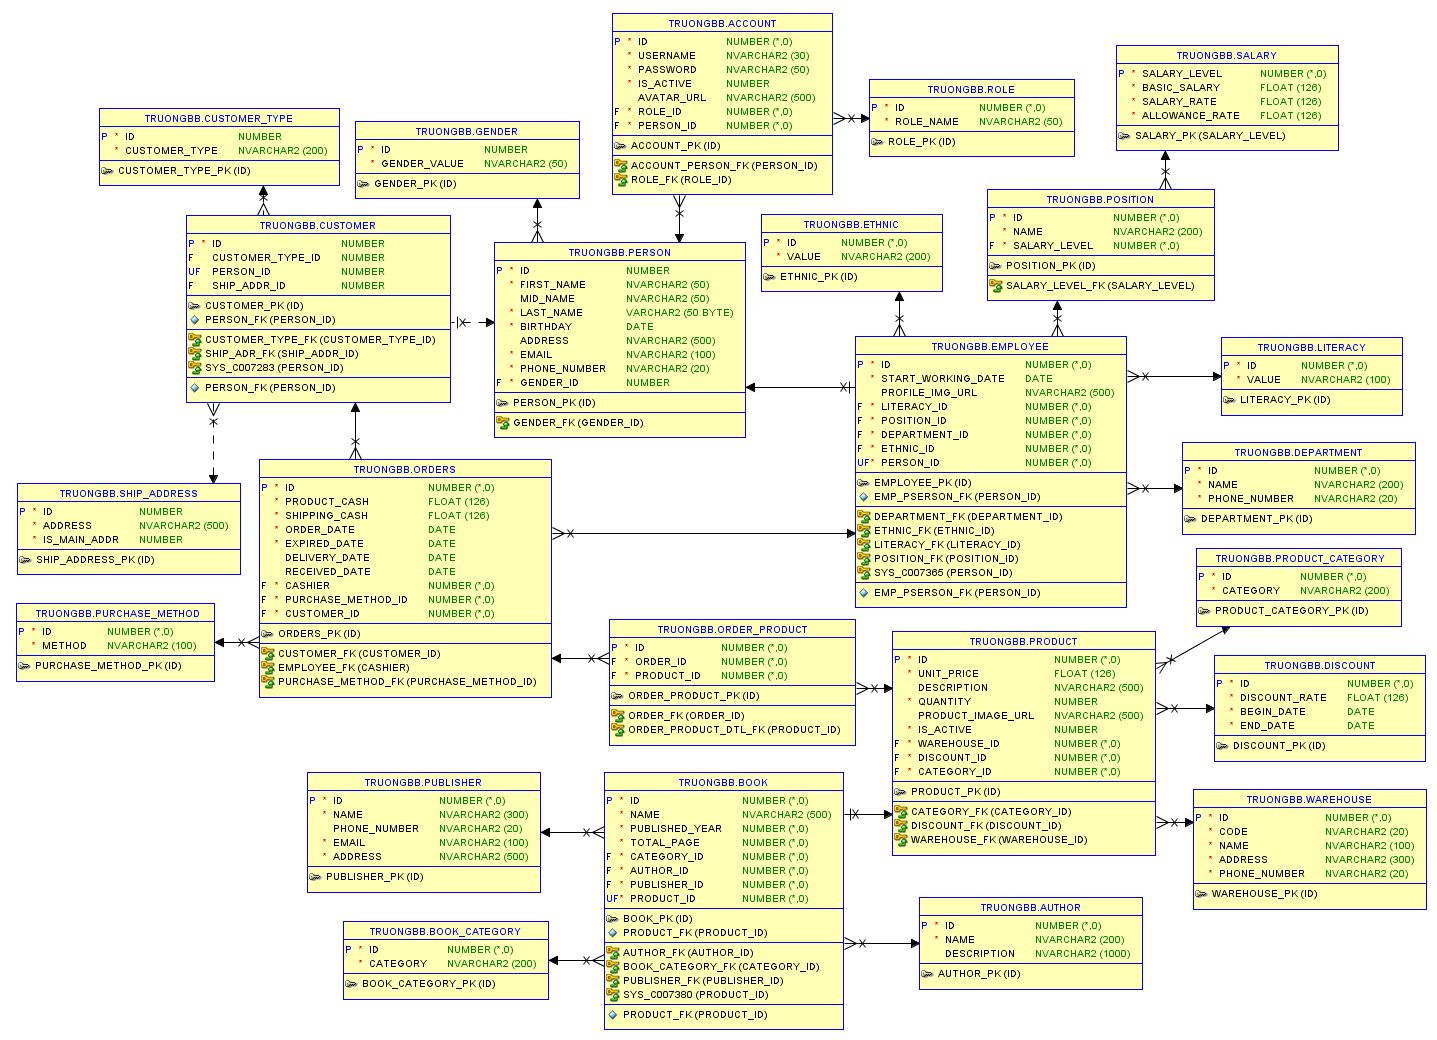 TRUONGBB.ACCOUNT
P * ID NUMBER (*,0)
* USERNAME NVARCHAR2 (30)
* PASSWORD NVARCHAR2 (50)
* IS_ACTIVE NUMBER
AVATAR_URL NVARCHAR2 (500)
F * ROLE_ID NUMBER (*,0)
F * PERSON_ID NUMBER (*,0)
ACCOUNT_PK (ID)
ACCOUNT_PERSON_FK (PERSON_ID)
ROLE_FK (ROLE_ID)
TRUONGBB.ROLE
P * ID NUMBER (*,0)
* ROLE_NAME NVARCHAR2 (50)
ROLE_PK (ID)
TRUONGBB.SALARY
P * SALARY_LEVEL NUMBER (*,0)
* BASIC_SALARY FLOAT (126)
* SALARY_RATE FLOAT (126)
* ALLOWANCE_RATE FLOAT (126)
SALARY_PK (SALARY_LEVEL)
TRUONGBB.CUSTOMER_TYPE
P * ID NUMBER
* CUSTOMER_TYPE NVARCHAR2 (200)
CUSTOMER_TYPE_PK (ID)
TRUONGBB.GENDER
P * ID NUMBER
* GENDER_VALUE NVARCHAR2 (50)
GENDER_PK (ID)
TRUONGBB.CUSTOMER
P * ID NUMBER
F CUSTOMER_TYPE_ID NUMBER
UF PERSON_ID NUMBER
F SHIP_ADDR_ID NUMBER
CUSTOMER_PK (ID)
PERSON_FK (PERSON_ID)
CUSTOMER_TYPE_FK (CUSTOMER_TYPE_ID)
SHIP_ADR_FK (SHIP_ADDR_ID)
SYS_C007283 (PERSON_ID)
PERSON_FK (PERSON_ID)
TRUONGBB.PERSON
P * ID NUMBER
* FIRST_NAME NVARCHAR2 (50)
MID_NAME NVARCHAR2 (50)
* LAST_NAME VARCHAR2 (50 BYTE)
* BIRTHDAY DATE
ADDRESS NVARCHAR2 (500)
* EMAIL NVARCHAR2 (100)
* PHONE_NUMBER NVARCHAR2 (20)
F * GENDER_ID NUMBER
PERSON_PK (ID)
GENDER_FK (GENDER_ID)
TRUONGBB.ETHNIC
P * ID NUMBER (*,0)
* VALUE NVARCHAR2 (200)
ETHNIC_PK (ID)
TRUONGBB.POSITION
P * ID NUMBER (*,0)
* NAME NVARCHAR2 (200)
F * SALARY_LEVEL NUMBER (*,0)
POSITION_PK (ID)
SALARY_LEVEL_FK (SALARY_LEVEL)
TRUONGBB.EMPLOYEE
P * ID NUMBER (*,0)
* START_WORKING_DATE DATE
PROFILE_IMG_URL NVARCHAR2 (500)
F * LITERACY_ID NUMBER (*,0)
F * POSITION_ID NUMBER (*,0)
F * DEPARTMENT_ID NUMBER (*,0)
F * ETHNIC_ID NUMBER (*,0)
UF* PERSON_ID NUMBER (*,0)
EMPLOYEE_PK (ID)
EMP_PSERSON_FK (PERSON_ID)
DEPARTMENT_FK (DEPARTMENT_ID)
ETHNIC_FK (ETHNIC_ID)
LITERACY_FK (LITERACY_ID)
POSITION_FK (POSITION_ID)
SYS_C007365 (PERSON_ID)
EMP_PSERSON_FK (PERSON_ID)
TRUONGBB.LITERACY
P * ID NUMBER (*,0)
* VALUE NVARCHAR2 (100)
LITERACY_PK (ID)
TRUONGBB.DEPARTMENT
P * ID NUMBER (*,0)
* NAME NVARCHAR2 (200)
* PHONE_NUMBER NVARCHAR2 (20)
DEPARTMENT_PK (ID)
TRUONGBB.SHIP_ADDRESS
P * ID NUMBER
* ADDRESS NVARCHAR2 (500)
* IS_MAIN_ADDR NUMBER
SHIP_ADDRESS_PK (ID)
TRUONGBB.ORDERS
P * ID NUMBER (*,0)
* PRODUCT_CASH FLOAT (126)
* SHIPPING_CASH FLOAT (126)
* ORDER_DATE DATE
* EXPIRED_DATE DATE
DELIVERY_DATE DATE
RECEIVED_DATE DATE
F * CASHIER NUMBER (*,0)
F * PURCHASE_METHOD_ID NUMBER (*,0)
F * CUSTOMER_ID NUMBER (*,0)
ORDERS_PK (ID)
CUSTOMER_FK (CUSTOMER_ID)
EMPLOYEE_FK (CASHIER)
PURCHASE_METHOD_FK (PURCHASE_METHOD_ID)
TRUONGBB.PURCHASE_METHOD
P * ID NUMBER (*,0)
* METHOD NVARCHAR2 (100)
PURCHASE_METHOD_PK (ID)
TRUONGBB.ORDER_PRODUCT
P * ID NUMBER (*,0)
F * ORDER_ID NUMBER (*,0)
F * PRODUCT_ID NUMBER (*,0)
ORDER_PRODUCT_PK (ID)
ORDER_FK (ORDER_ID)
ORDER_PRODUCT_DTL_FK (PRODUCT_ID)
TRUONGBB.PRODUCT
P * ID NUMBER (*,0)
* UNIT_PRICE FLOAT (126)
DESCRIPTION NVARCHAR2 (500)
* QUANTITY NUMBER
PRODUCT_IMAGE_URL NVARCHAR2 (500)
* IS_ACTIVE NUMBER
F * WAREHOUSE_ID NUMBER (*,0)
F * DISCOUNT_ID NUMBER (*,0)
F * CATEGORY_ID NUMBER (*,0)
PRODUCT_PK (ID)
CATEGORY_FK (CATEGORY_ID)
DISCOUNT_FK (DISCOUNT_ID)
WAREHOUSE_FK (WAREHOUSE_ID)
TRUONGBB.PRODUCT_CATEGORY
P * ID NUMBER (*,0)
* CATEGORY NVARCHAR2 (200)
PRODUCT_CATEGORY_PK (ID)
TRUONGBB.DISCOUNT
P * ID NUMBER (*,0)
* DISCOUNT_RATE FLOAT (126)
* BEGIN_DATE DATE
* END_DATE DATE
DISCOUNT_PK (ID)
TRUONGBB.WAREHOUSE
P * ID NUMBER (*,0)
* CODE NVARCHAR2 (20)
* NAME NVARCHAR2 (100)
* ADDRESS NVARCHAR2 (300)
* PHONE_NUMBER NVARCHAR2 (20)
WAREHOUSE_PK (ID)
TRUONGBB.PUBLISHER
P * ID NUMBER (*,0)
* NAME NVARCHAR2 (300)
PHONE_NUMBER NVARCHAR2 (20)
* EMAIL NVARCHAR2 (100)
* ADDRESS NVARCHAR2 (500)
PUBLISHER_PK (ID)
TRUONGBB.BOOK
P * ID NUMBER (*,0)
* NAME NVARCHAR2 (500)
* PUBLISHED_YEAR NUMBER (*,0)
* TOTAL_PAGE NUMBER (*,0)
F * CATEGORY_ID NUMBER (*,0)
F * AUTHOR_ID NUMBER (*,0)
F * PUBLISHER_ID NUMBER (*,0)
UF* PRODUCT_ID NUMBER (*,0)
BOOK_PK (ID)
PRODUCT_FK (PRODUCT_ID)
AUTHOR_FK (AUTHOR_ID)
BOOK_CATEGORY_FK (CATEGORY_ID)
PUBLISHER_FK (PUBLISHER_ID)
SYS_C007380 (PRODUCT_ID)
PRODUCT_FK (PRODUCT_ID)
TRUONGBB.BOOK_CATEGORY
P * ID NUMBER (*,0)
* CATEGORY NVARCHAR2 (200)
BOOK_CATEGORY_PK (ID)
TRUONGBB.AUTHOR
P * ID NUMBER (*,0)
* NAME NVARCHAR2 (200)
DESCRIPTION NVARCHAR2 (1000)
AUTHOR_PK (ID)